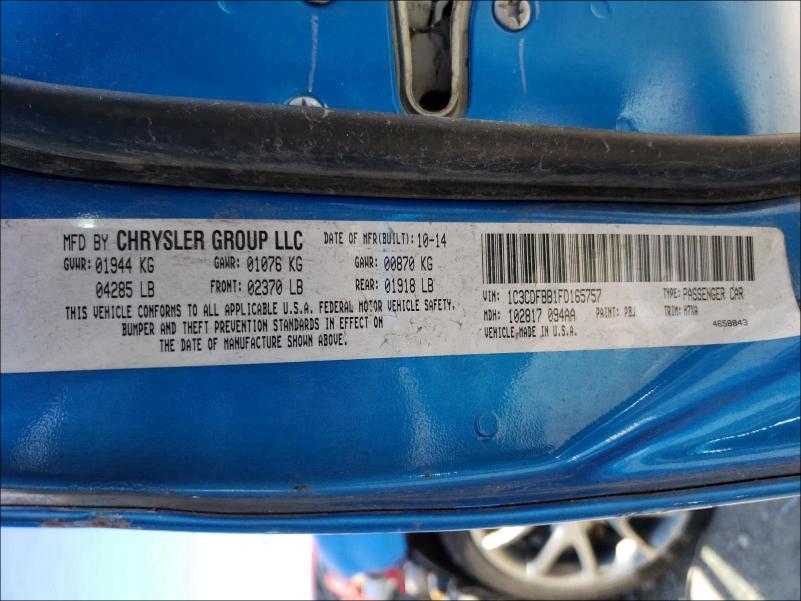 MFD BY CHRYSLER GROUP LLC DATE OF MFR(BUILT): 10-14
GVWR: 01944 KG GAWR: 01076 KG GAWR: 00870 KG
04285 LB FRONT: 02370 LB REAR: 01918 LB
THIS VEHICLE CONFORMS TO ALL APPLICABLE U.S.A. FEDERAL MOTOR VEHICLE SAFETY,
BUMPER AND THEFT PREVENTION STANDARDS IN EFFECT ON
THE DATE OF MANUFACTURE SHOWN ABOVE.
VIN: 1C3CDFBB1FD165757 TYPE: PASSENGER CAR
MDH: 102817 094AA PAINT: PBJ TRIM: H7XA
VEHICLE MADE IN U.S.A. 4658843